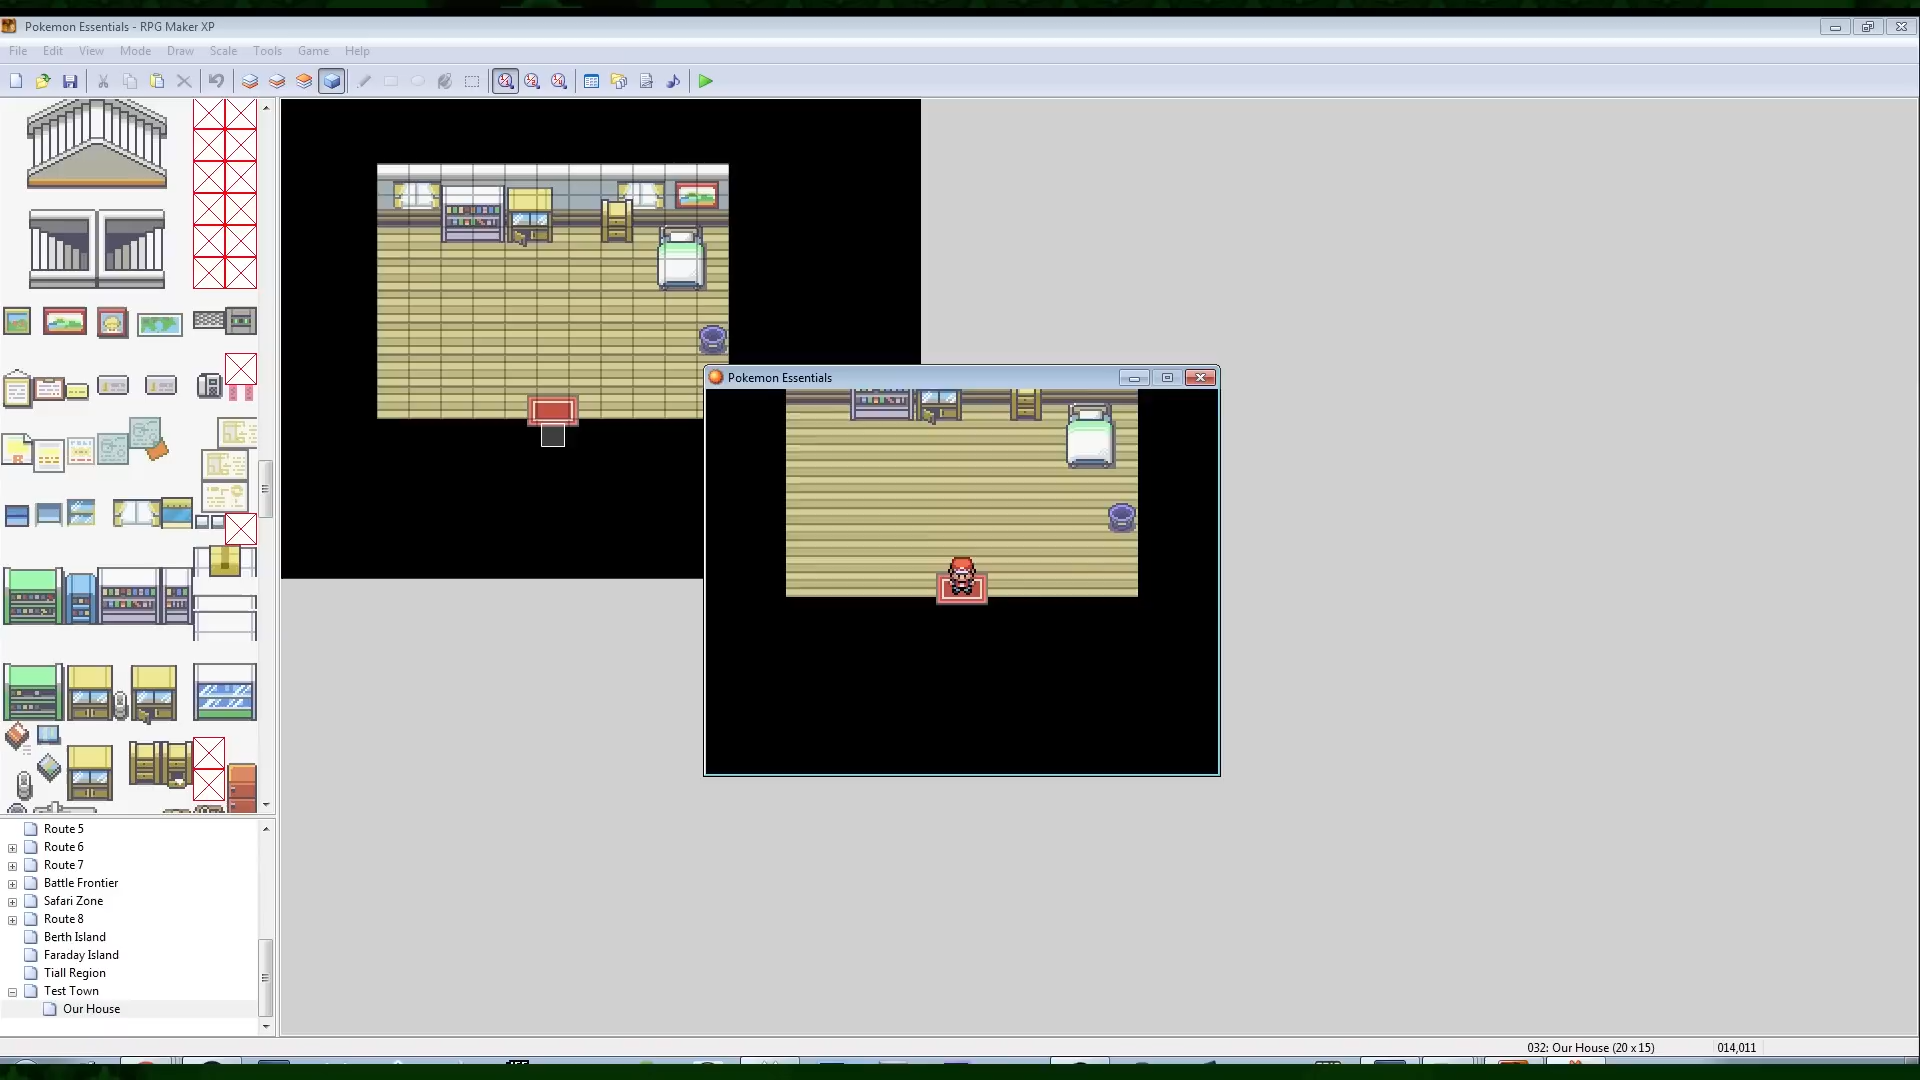 Pokemon Essentials - RPG Maker XP
File Edit View Mode Draw Scale Tools Game Help
Pokemon Essentials
Route 5
Route 6
Route 7
Battle Frontier
Safari Zone
Route 8
Berth Island
Faraday Island
Tiall Region
Test Town
Our House
032: Our House (20 x 15) 014,011